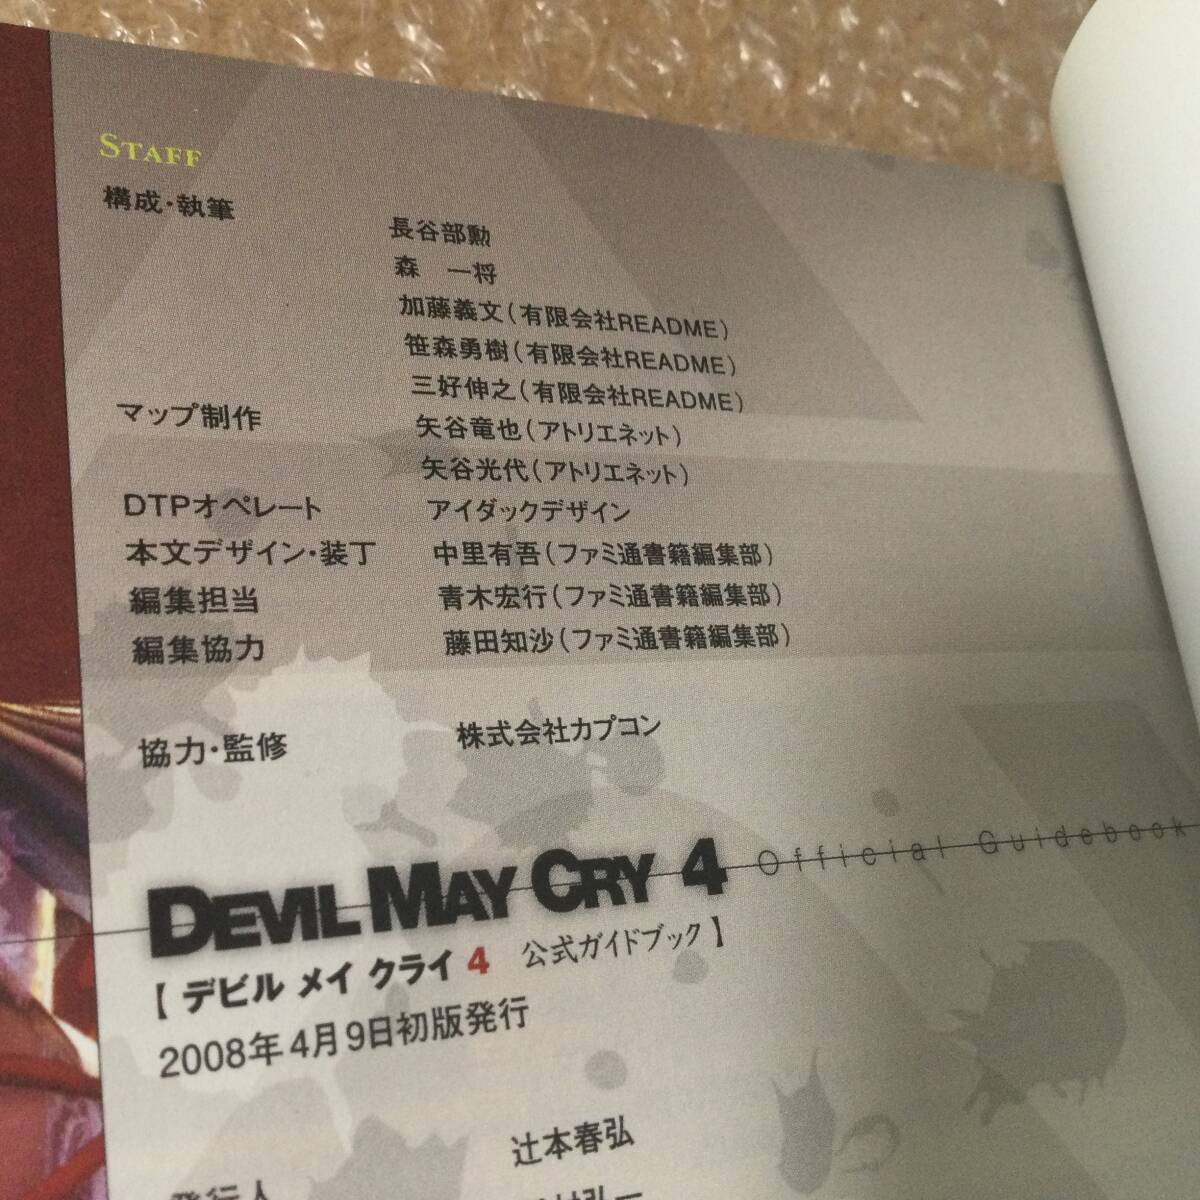 STAFF
構成・執筆
長谷部勲
森　一将
加藤義文(有限会社README)
笹森勇樹(有限会社README)
三好伸之(有限会社README)
マップ制作
矢谷竜也(アトリエネット)
矢谷光代(アトリエネット)
DTPオペレート アイダックデザイン
本文デザイン・装丁 中里有吾(ファミ通書籍編集部)
編集担当 青木宏行(ファミ通書籍編集部)
編集協力 藤田知沙(ファミ通書籍編集部)
協力・監修 株式会社カプコン
DEVIL MAY CRY 4 Official Guidebook
【デビル メイ クライ 4 公式ガイドブック】
2008年4月9日初版発行
辻本春弘
発行人